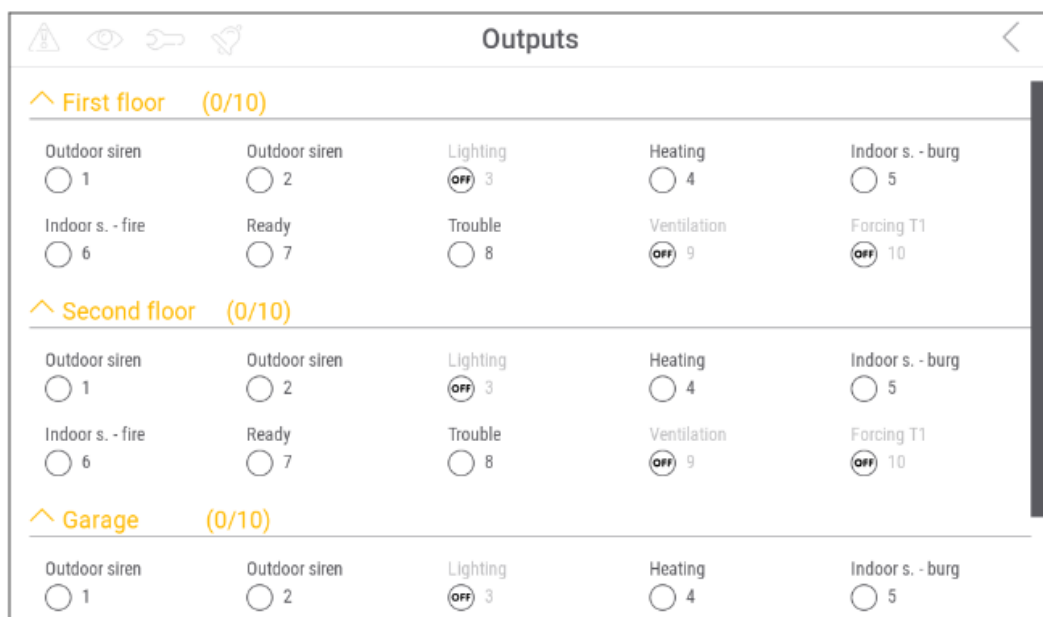 Outputs
First floor (0/10)
Outdoor siren Outdoor siren Lighting Heating Indoor s. - burg
1 2 OFF 3 4 5
Indoor s. - fire Ready Trouble Ventilation Forcing T1
6 7 8 OFF 9 OFF 10
Second floor (0/10)
Outdoor siren Outdoor siren Lighting Heating Indoor s. - burg
1 2 OFF 3 4 5
Indoor s. - fire Ready Trouble Ventilation Forcing T1
6 7 8 OFF 9 OFF 10
Garage (0/10)
Outdoor siren Outdoor siren Lighting Heating Indoor s. - burg
1 2 OFF 3 4 5